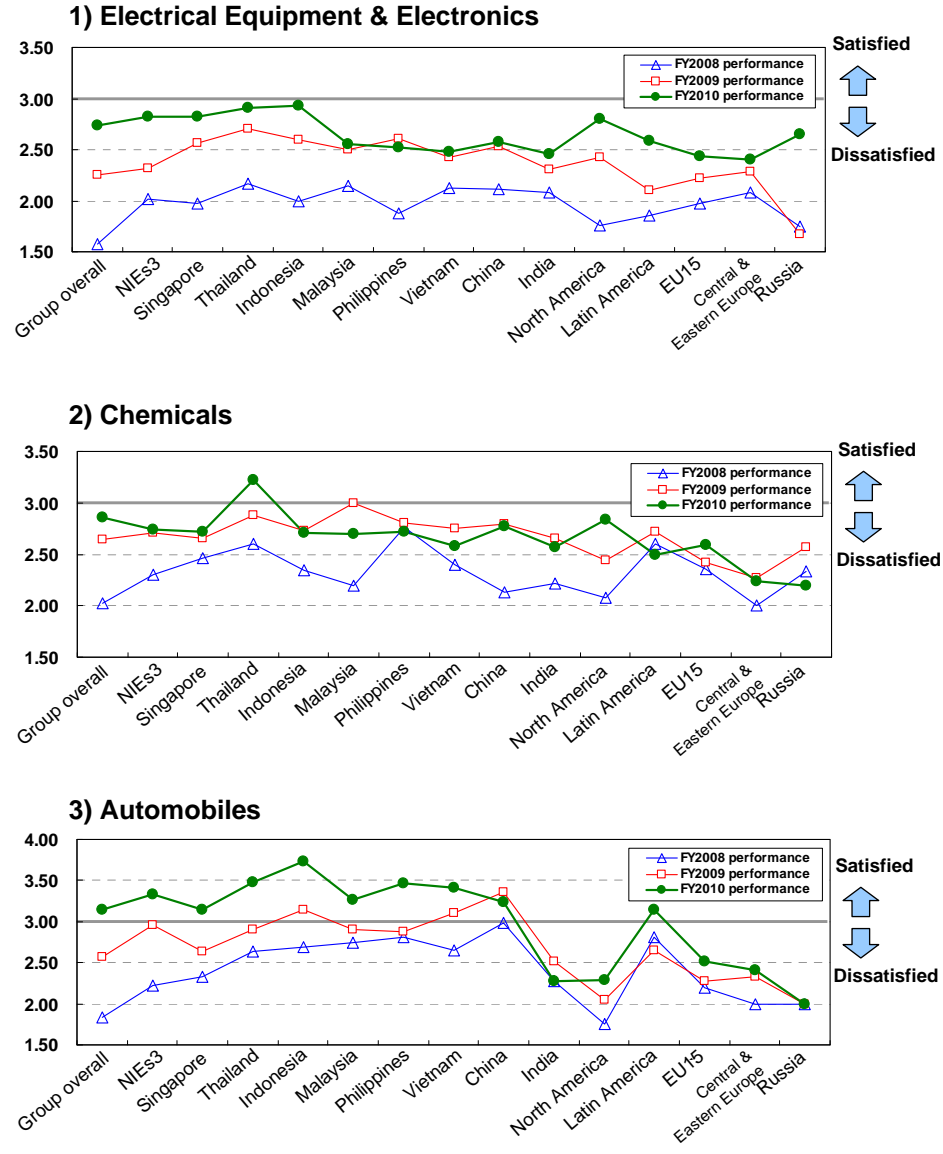 1) Electrical Equipment & Electronics
3.50
3.00
2.50
2.00
1.50
FY2008 performance
FY2009 performance
FY2010 performance
Satisfied
Dissatisfied
Group overall
NIEs3
Singapore
Thailand
Indonesia
Malaysia
Philippines
Vietnam
China
India
North America
Latin America
EU15
Central &
Eastern Europe
Russia
2) Chemicals
3.50
3.00
2.50
2.00
1.50
FY2008 performance
FY2009 performance
FY2010 performance
Satisfied
Dissatisfied
Group overall
NIEs3
Singapore
Thailand
Indonesia
Malaysia
Philippines
Vietnam
China
India
North America
Latin America
EU15
Central &
Eastern Europe
Russia
3) Automobiles
4.00
3.50
3.00
2.50
2.00
1.50
FY2008 performance
FY2009 performance
FY2010 performance
Satisfied
Dissatisfied
Group overall
NIEs3
Singapore
Thailand
Indonesia
Malaysia
Philippines
Vietnam
China
India
North America
Latin America
EU15
Central &
Eastern Europe
Russia